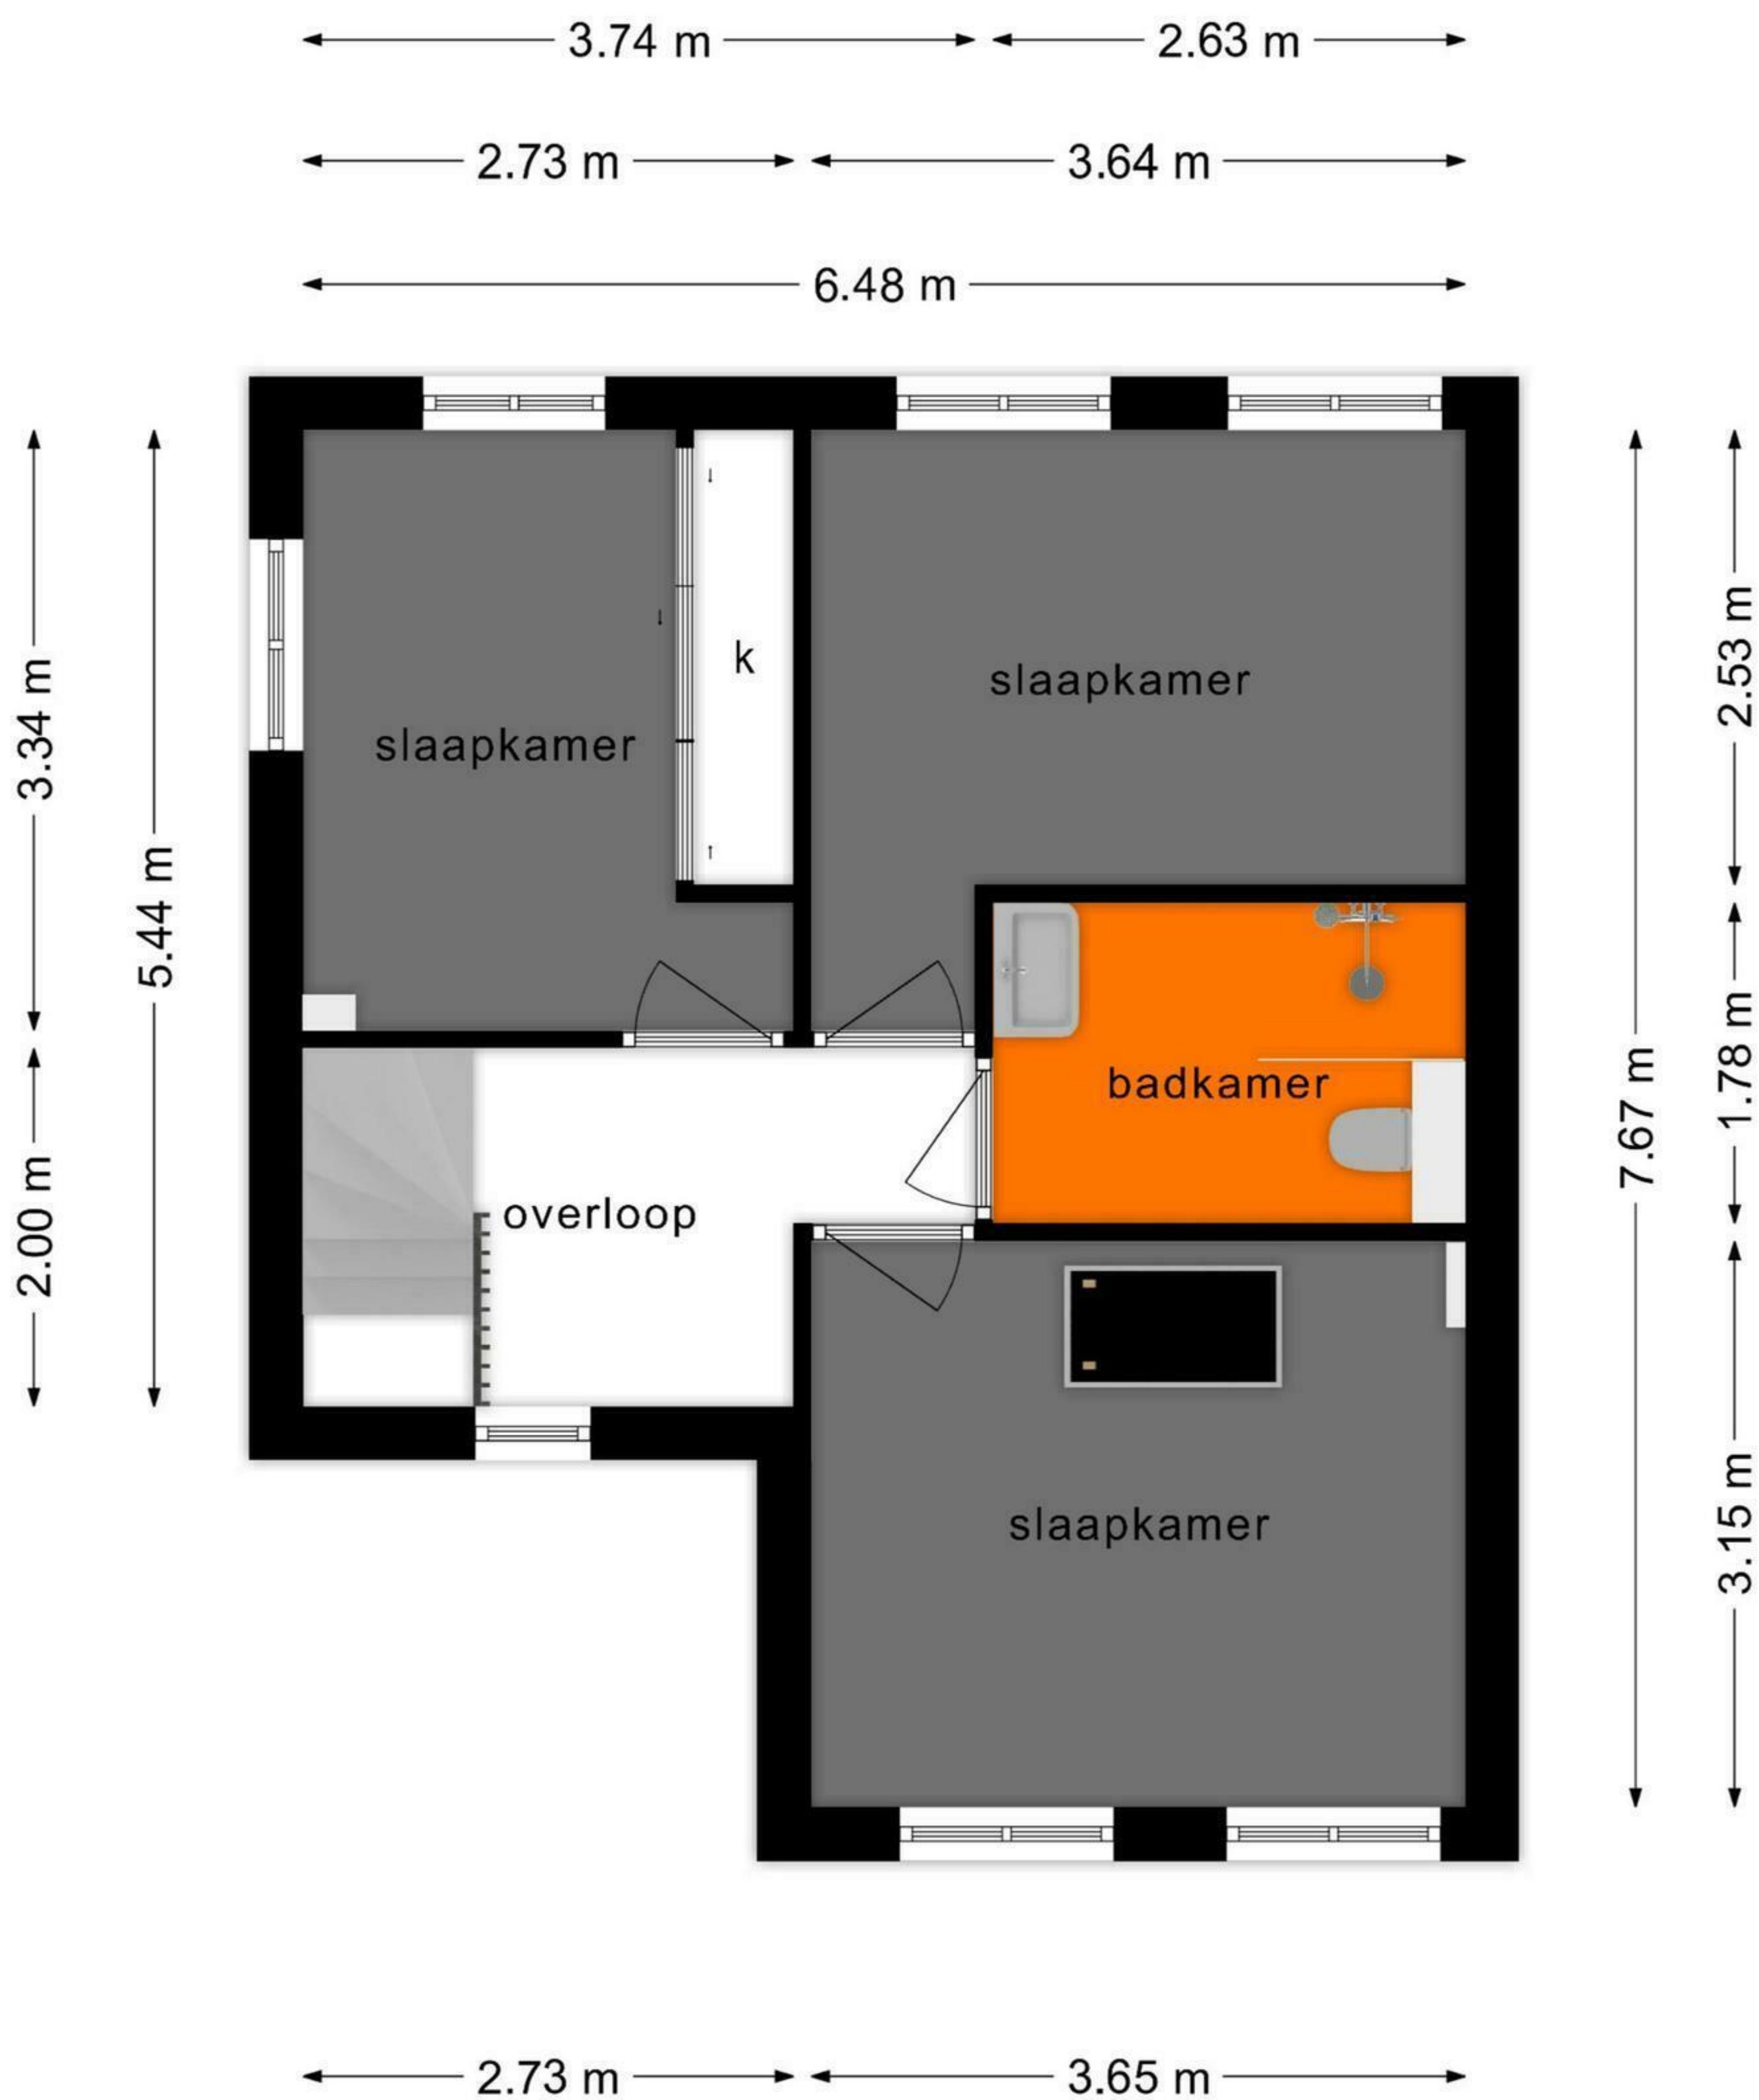 3.74 m 2.63 m
2.73 m 3.64 m
6.48 m
3.34 m
2.00 m
5.44 m
slaapkamer
k
slaapkamer
badkamer
overloop
slaapkamer
7.67 m
2.53 m
1.78 m
3.15 m
2.73 m 3.65 m